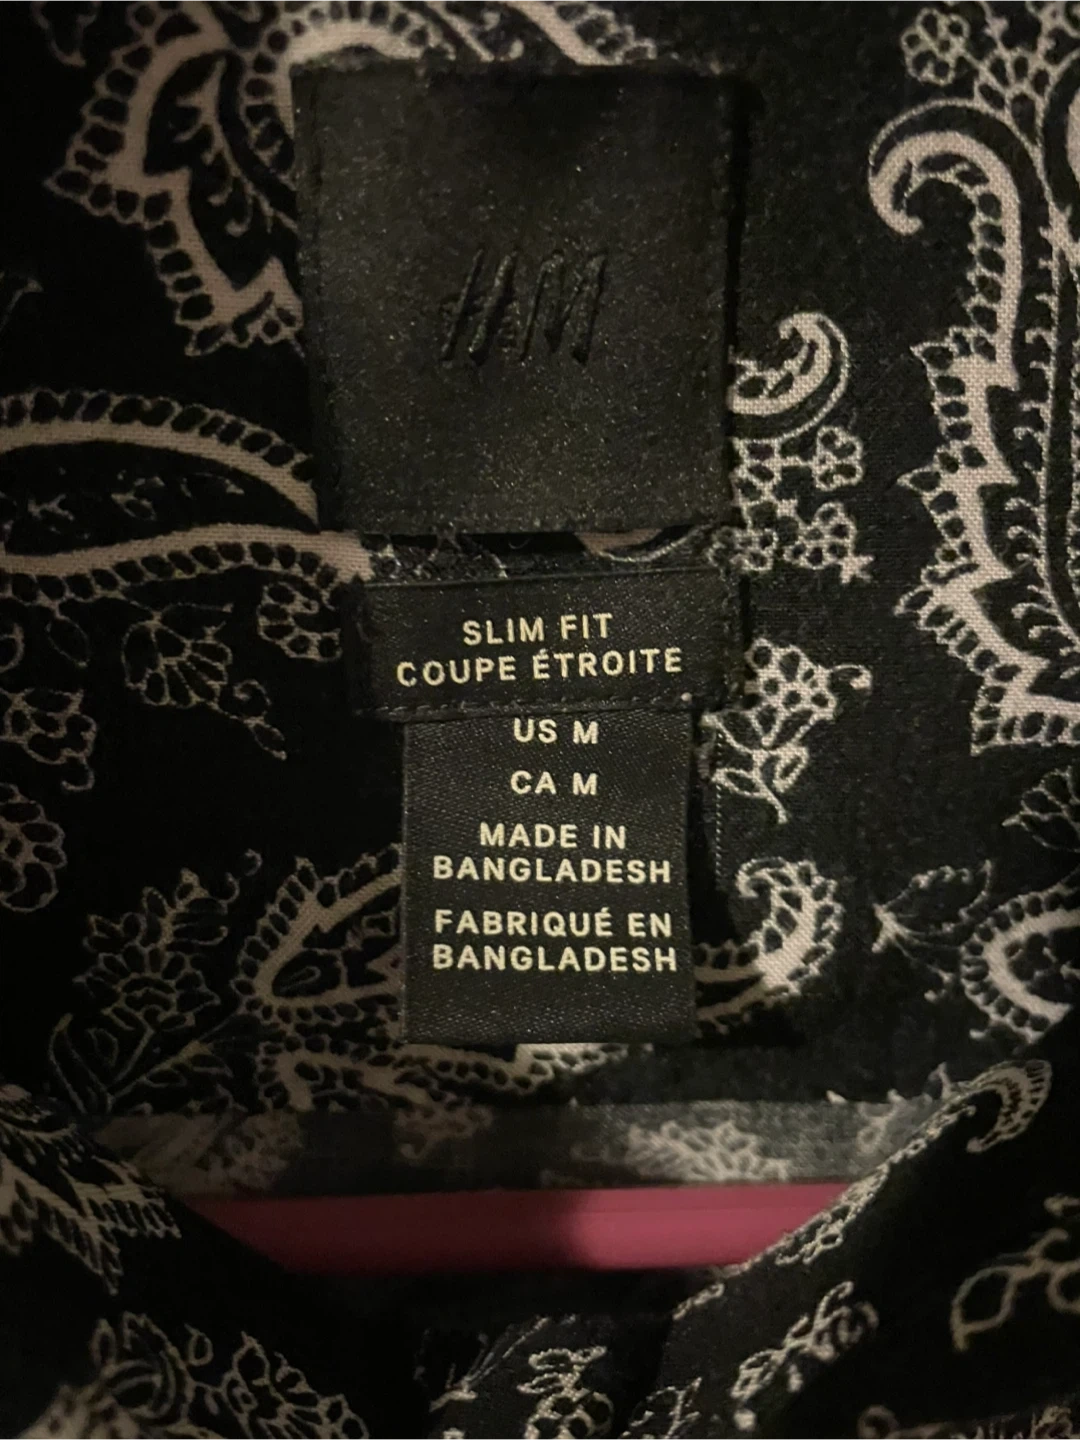 H&M
SLIM FIT
COUPE ÉTROITE
US M
CA M
MADE IN
BANGLADESH
FABRIQUÉ EN
BANGLADESH